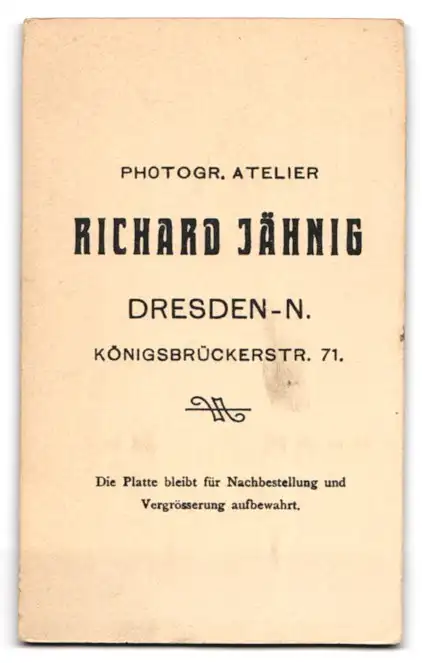 PHOTOGR. ATELIER
RICHARD JÄHNIG
DRESDEN-N.
KÖNIGSBRÜCKERSTR. 71.
Die Platte bleibt für Nachbestellung und
Vergrösserung aufbewahrt.